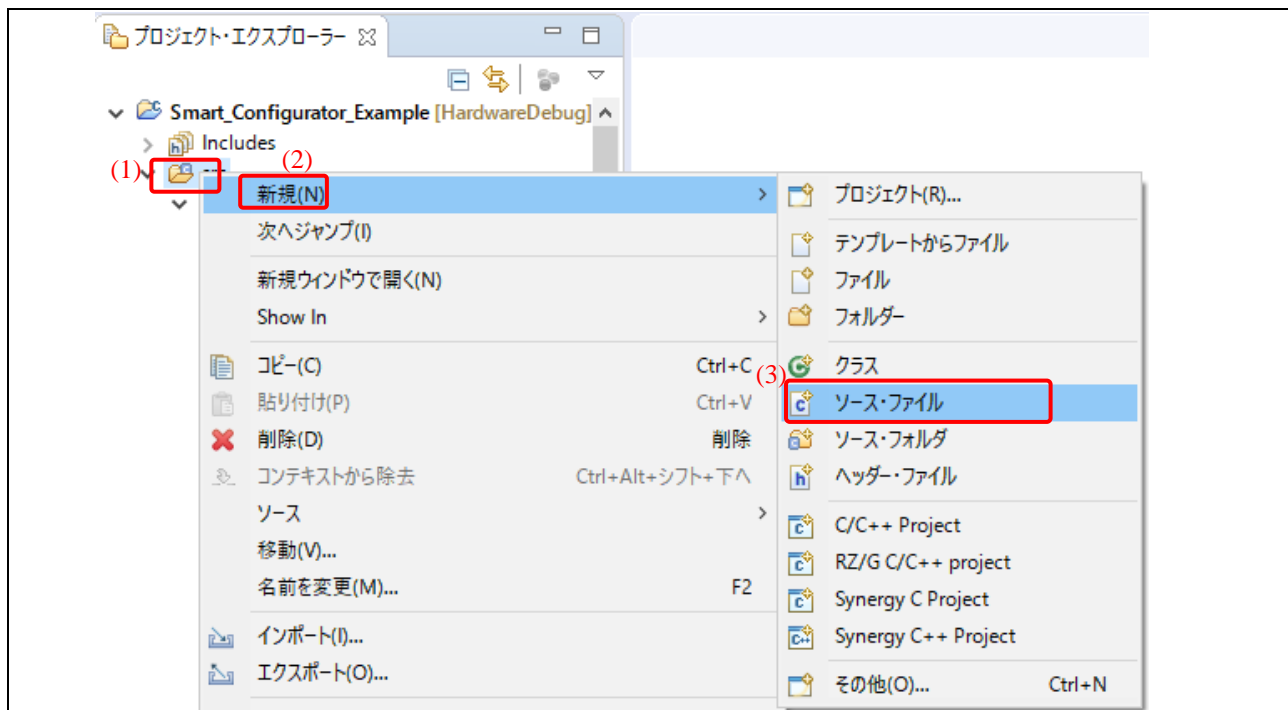 プロジェクト・エクスプローラー
Smart_Configurator_Example [HardwareDebug]
Includes
(1)
(2)
新規(N)
次へジャンプ(I)
新規ウィンドウで開く(N)
Show In
コピー(C) Ctrl+C
貼り付け(P) Ctrl+V
削除(D) 削除
コンテキストから除去 Ctrl+Alt+シフト+下へ
ソース
移動(V)...
名前を変更(M)... F2
インポート(I)...
エクスポート(O)...
プロジェクト(R)...
テンプレートからファイル
ファイル
フォルダー
クラス
(3)
ソース・ファイル
ソース・フォルダ
ヘッダー・ファイル
C/C++ Project
RZ/G C/C++ project
Synergy C Project
Synergy C++ Project
その他(O)... Ctrl+N